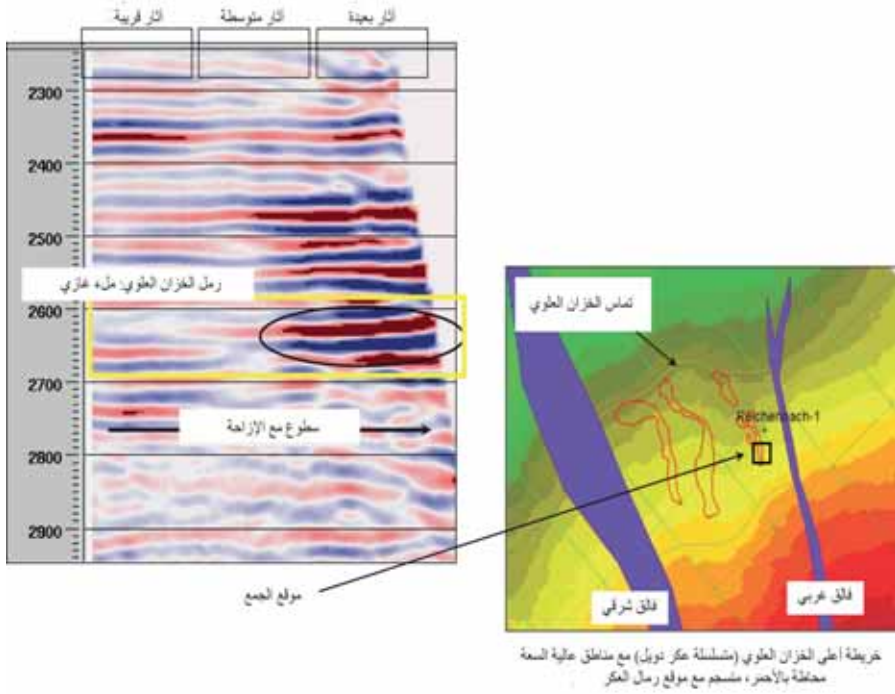 آثار بعيدة
آثار متوسطة
آثار قريبة
2300
2400
2500
رمل الخزان العلوي: ملء غازي
2600
2700
سطوع مع الإزاحة
2800
2900
موقع الجمع
تماس الخزان العلوي
Reichenbach-1
فالق غربي
فالق شرقي
خريطة أعلى الخزان العلوي (متسلسلة عكر دويل) مع مناطق عالية السعة
محاطة بالأحمر، منسجم مع موقع رمال العكر